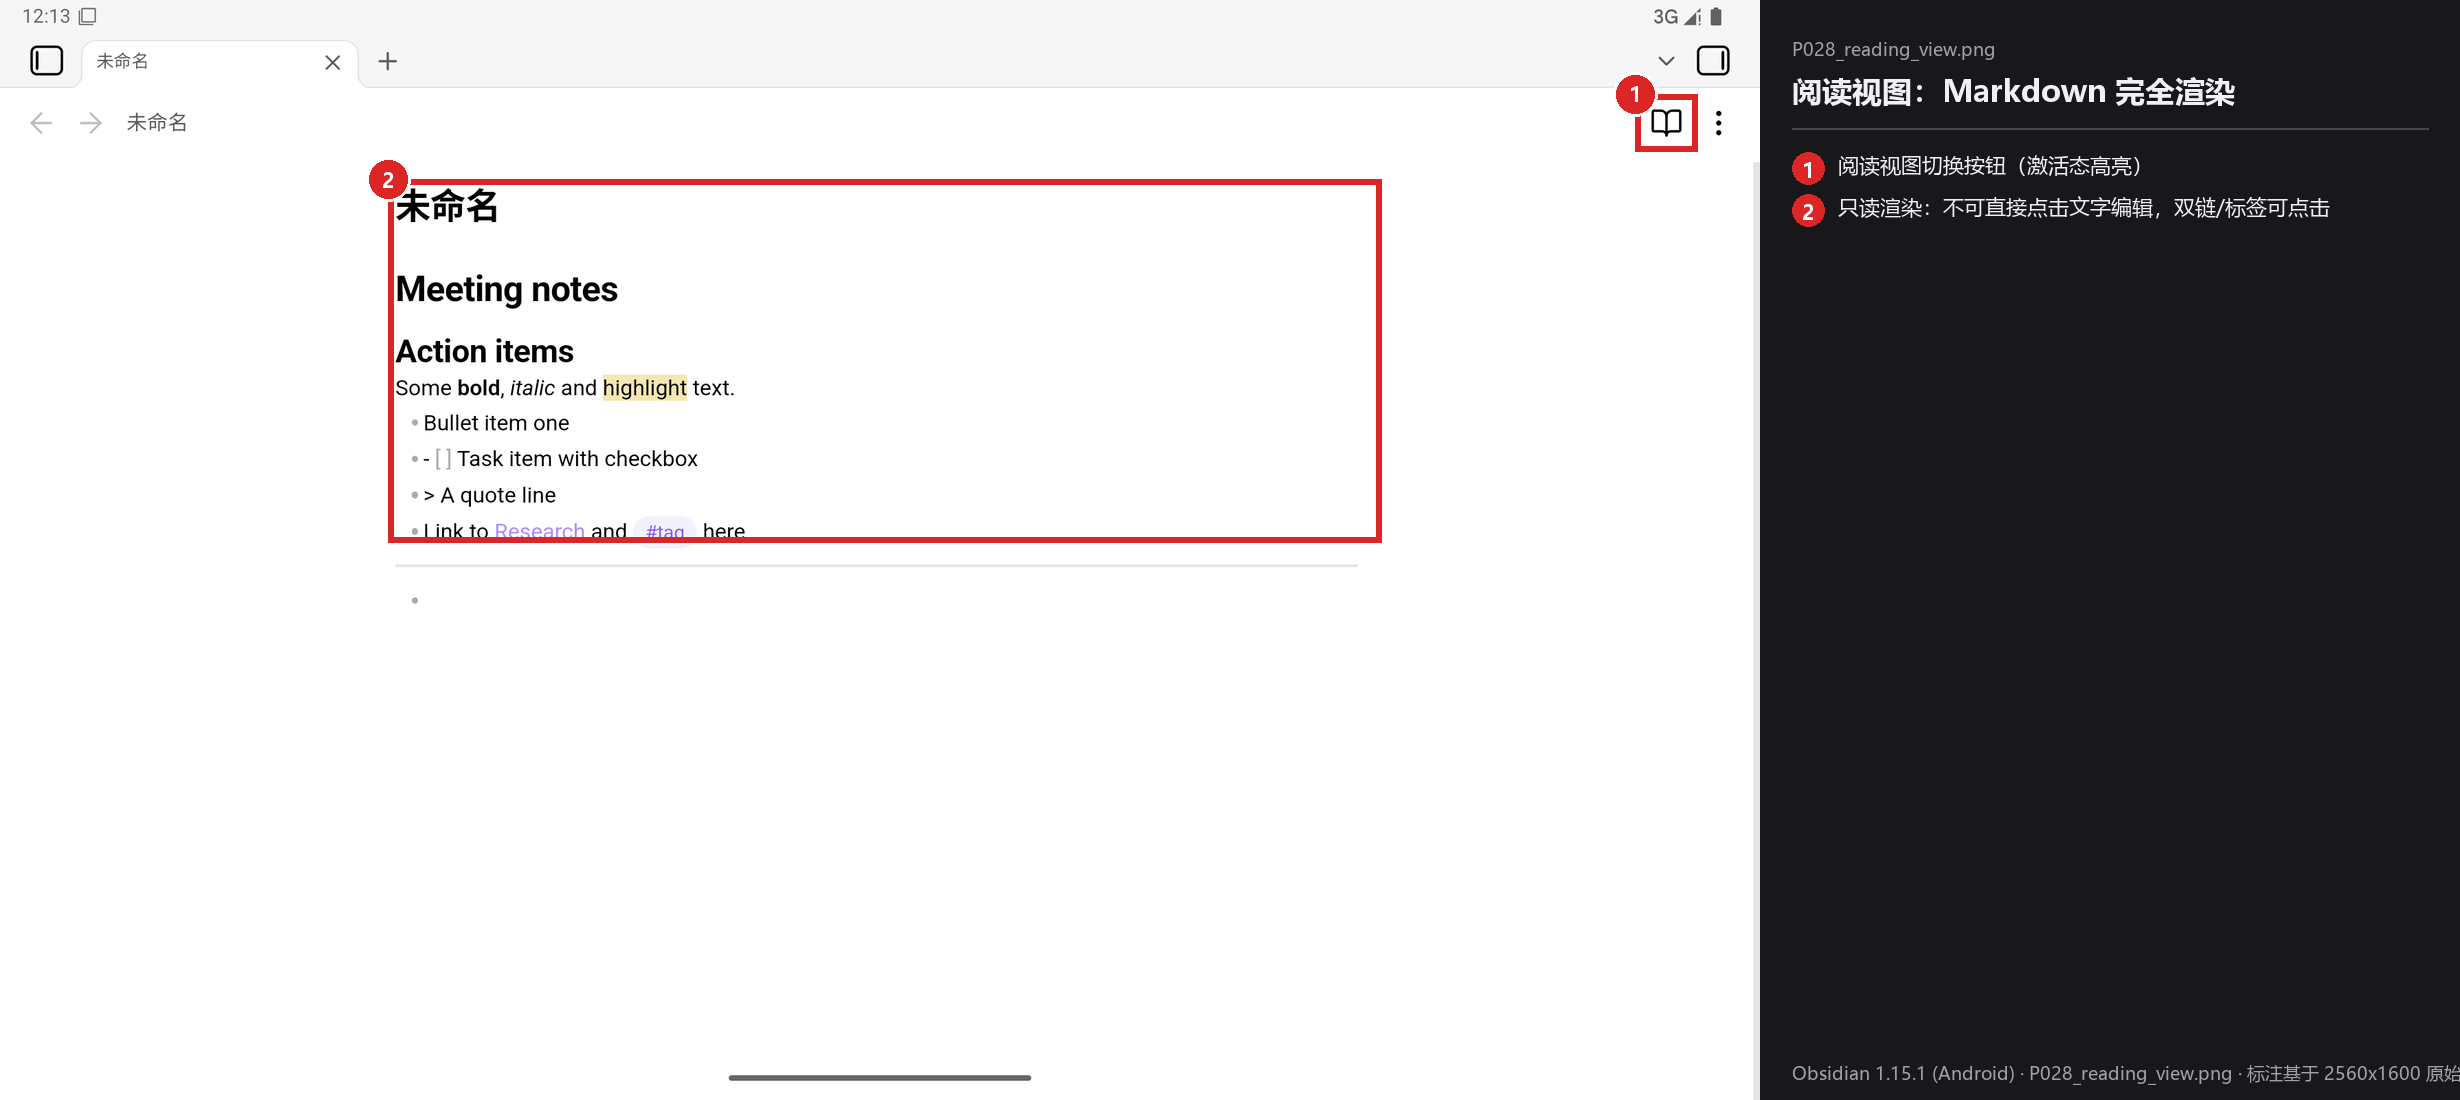 12:13
3G
未命名
未命名
1
2
未命名
Meeting notes
Action items
Some bold, italic and highlight text.
• Bullet item one
• - [ ] Task item with checkbox
• > A quote line
• Link to Research and #tag here
•
P028_reading_view.png
阅读视图：Markdown 完全渲染
1 阅读视图切换按钮（激活态高亮）
2 只读渲染：不可直接点击文字编辑，双链/标签可点击
Obsidian 1.15.1 (Android) · P028_reading_view.png · 标注基于 2560x1600 原始